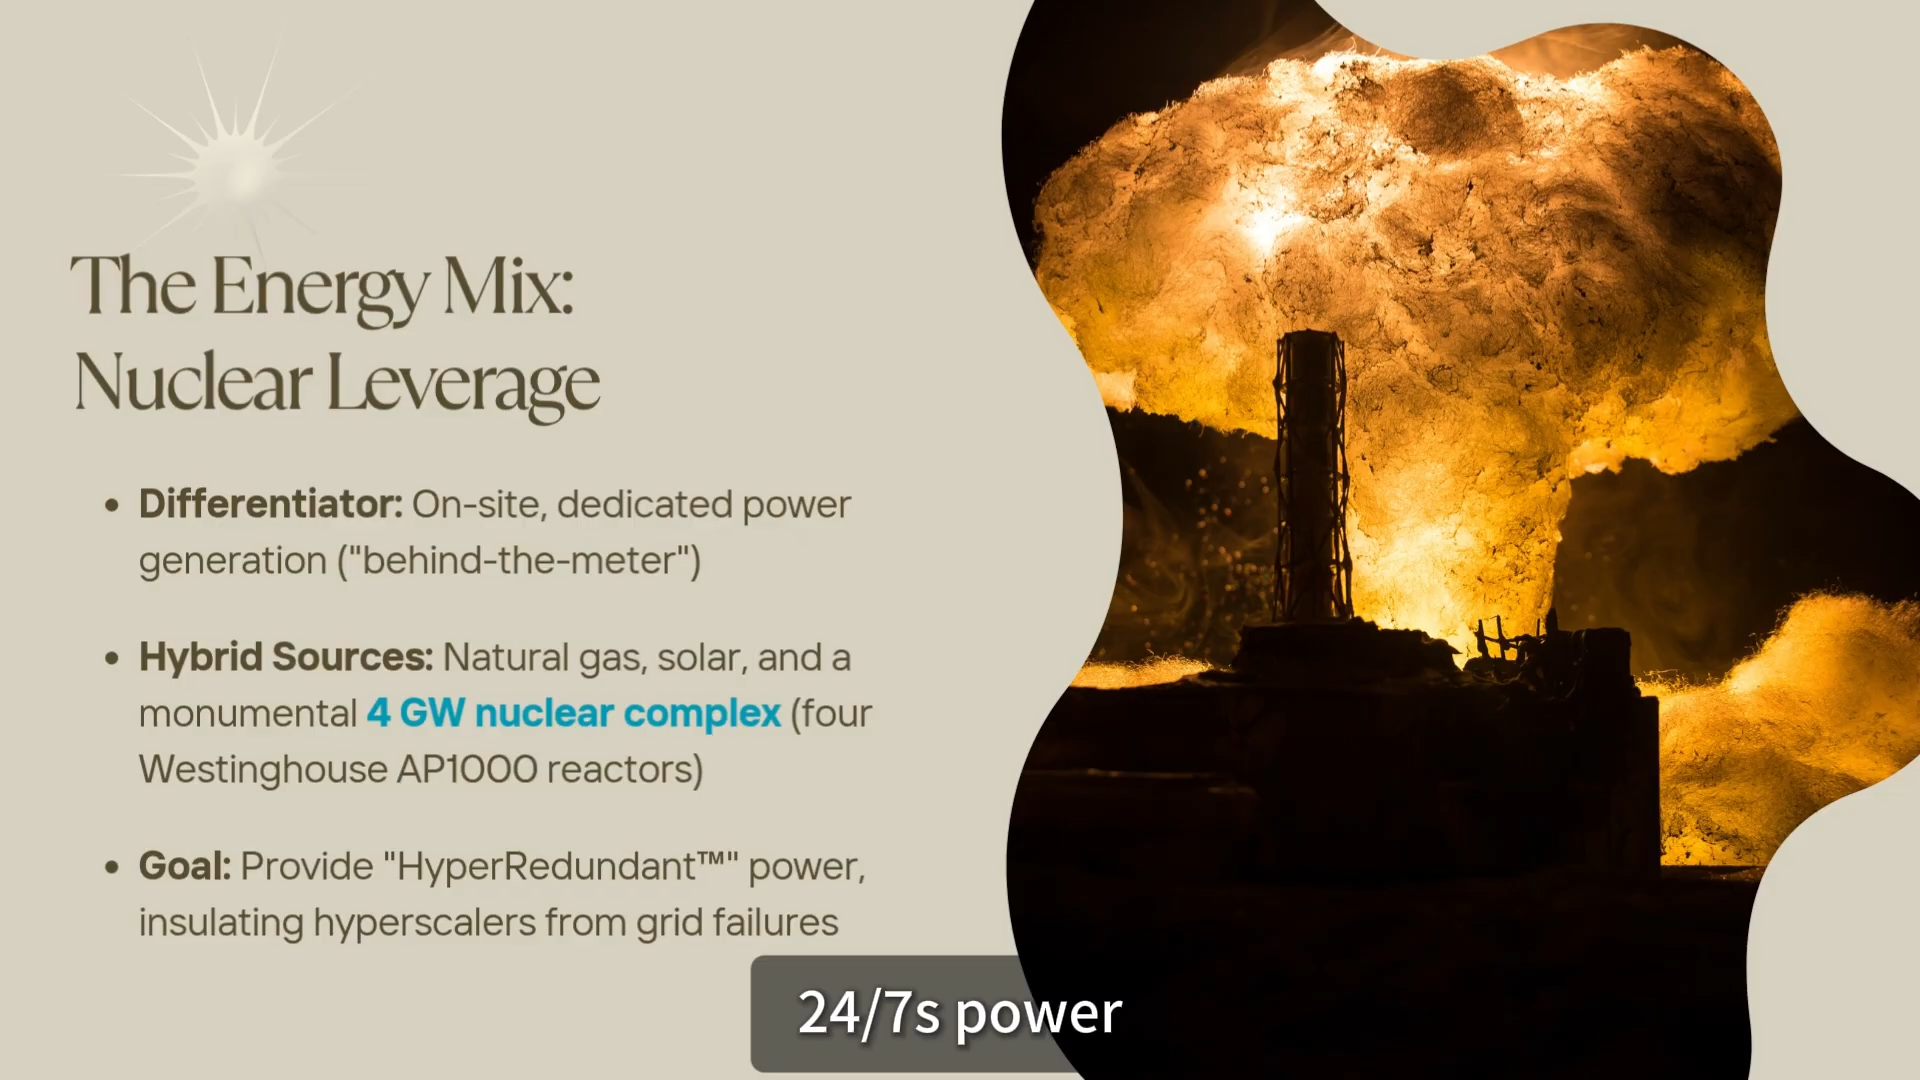 The Energy Mix:
Nuclear Leverage
• Differentiator: On-site, dedicated power
generation ("behind-the-meter")
• Hybrid Sources: Natural gas, solar, and a
monumental 4 GW nuclear complex (four
Westinghouse AP1000 reactors)
• Goal: Provide "HyperRedundant™" power,
insulating hyperscalers from grid failures
24/7s power